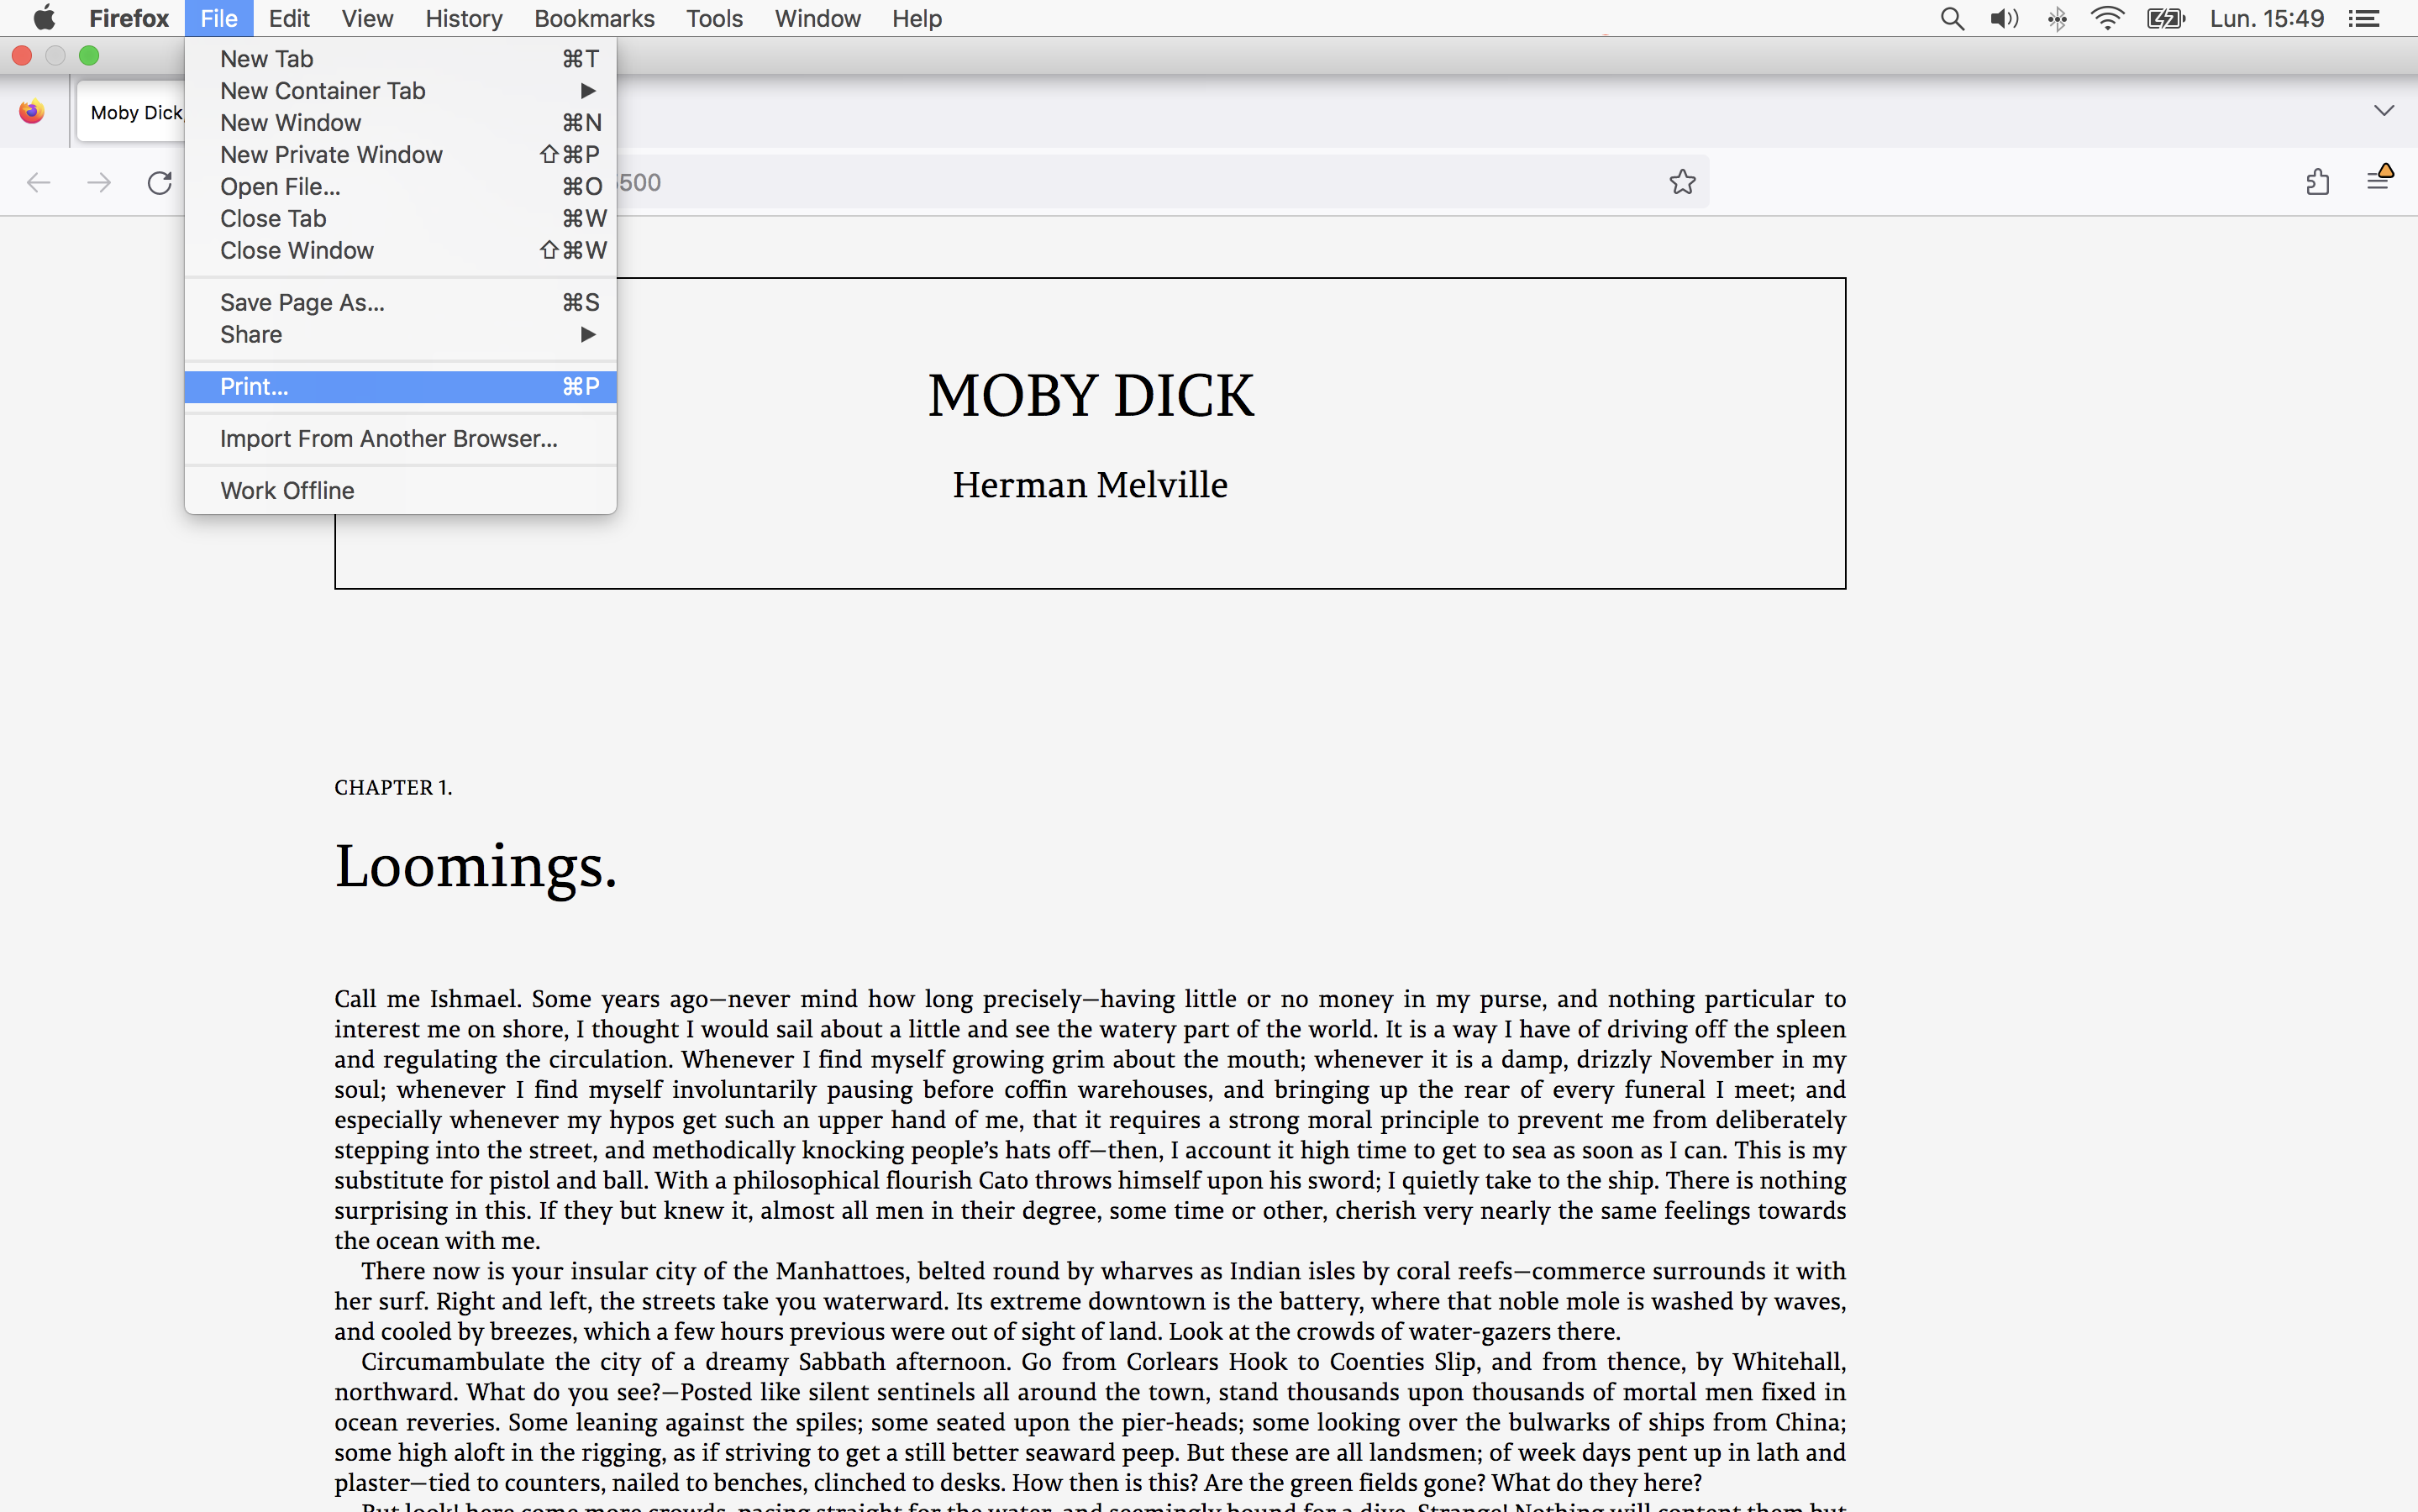 Firefox File Edit View History Bookmarks Tools Window Help Lun. 15:49
New Tab ⌘T
New Container Tab ▶
New Window ⌘N
New Private Window ⇧⌘P
Open File... ⌘O
Close Tab ⌘W
Close Window ⇧⌘W
Save Page As... ⌘S
Share ▶
Print... ⌘P
Import From Another Browser...
Work Offline
Moby Dick,
500
MOBY DICK
Herman Melville
CHAPTER 1.
Loomings.
Call me Ishmael. Some years ago—never mind how long precisely—having little or no money in my purse, and nothing particular to
interest me on shore, I thought I would sail about a little and see the watery part of the world. It is a way I have of driving off the spleen
and regulating the circulation. Whenever I find myself growing grim about the mouth; whenever it is a damp, drizzly November in my
soul; whenever I find myself involuntarily pausing before coffin warehouses, and bringing up the rear of every funeral I meet; and
especially whenever my hypos get such an upper hand of me, that it requires a strong moral principle to prevent me from deliberately
stepping into the street, and methodically knocking people’s hats off—then, I account it high time to get to sea as soon as I can. This is my
substitute for pistol and ball. With a philosophical flourish Cato throws himself upon his sword; I quietly take to the ship. There is nothing
surprising in this. If they but knew it, almost all men in their degree, some time or other, cherish very nearly the same feelings towards
the ocean with me.
There now is your insular city of the Manhattoes, belted round by wharves as Indian isles by coral reefs—commerce surrounds it with
her surf. Right and left, the streets take you waterward. Its extreme downtown is the battery, where that noble mole is washed by waves,
and cooled by breezes, which a few hours previous were out of sight of land. Look at the crowds of water-gazers there.
Circumambulate the city of a dreamy Sabbath afternoon. Go from Corlears Hook to Coenties Slip, and from thence, by Whitehall,
northward. What do you see?—Posted like silent sentinels all around the town, stand thousands upon thousands of mortal men fixed in
ocean reveries. Some leaning against the spiles; some seated upon the pier-heads; some looking over the bulwarks of ships from China;
some high aloft in the rigging, as if striving to get a still better seaward peep. But these are all landsmen; of week days pent up in lath and
plaster—tied to counters, nailed to benches, clinched to desks. How then is this? Are the green fields gone? What do they here?
But look! here come more crowds, pacing straight for the water, and seemingly bound for a dive. Strange! Nothing will content them but